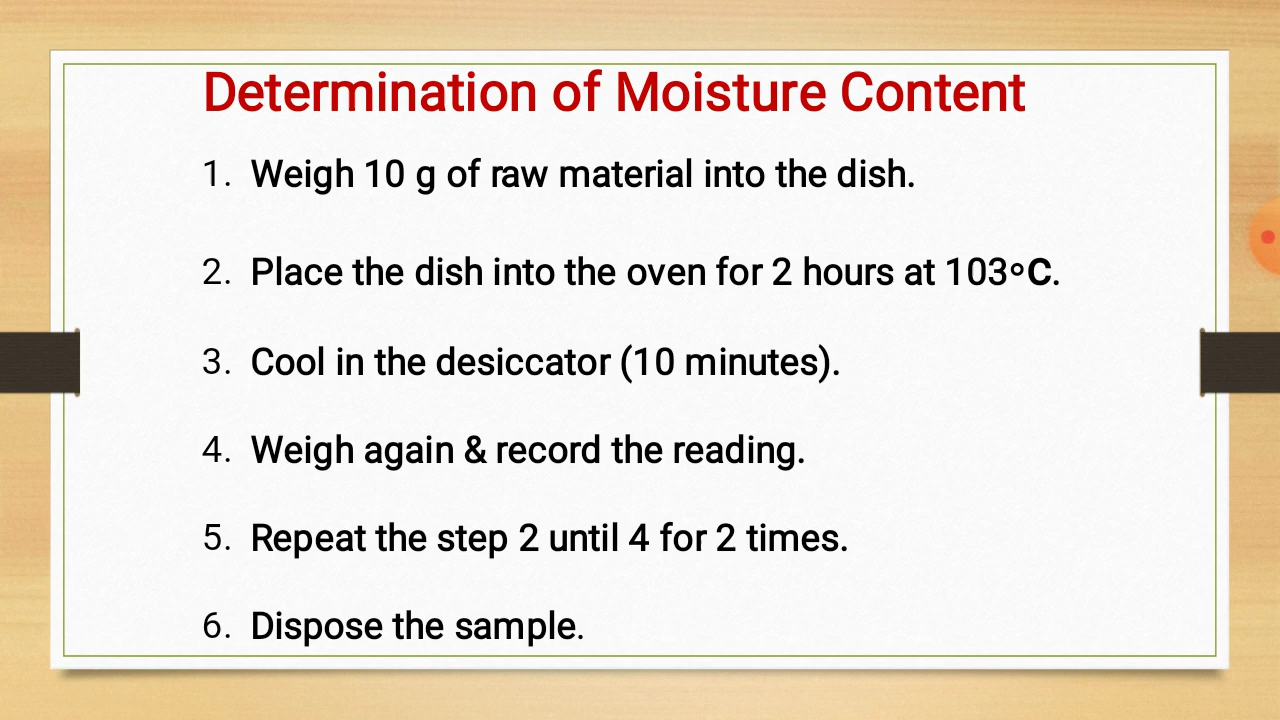 Determination of Moisture Content
1. Weigh 10 g of raw material into the dish.
2. Place the dish into the oven for 2 hours at 103°C.
3. Cool in the desiccator (10 minutes).
4. Weigh again & record the reading.
5. Repeat the step 2 until 4 for 2 times.
6. Dispose the sample.